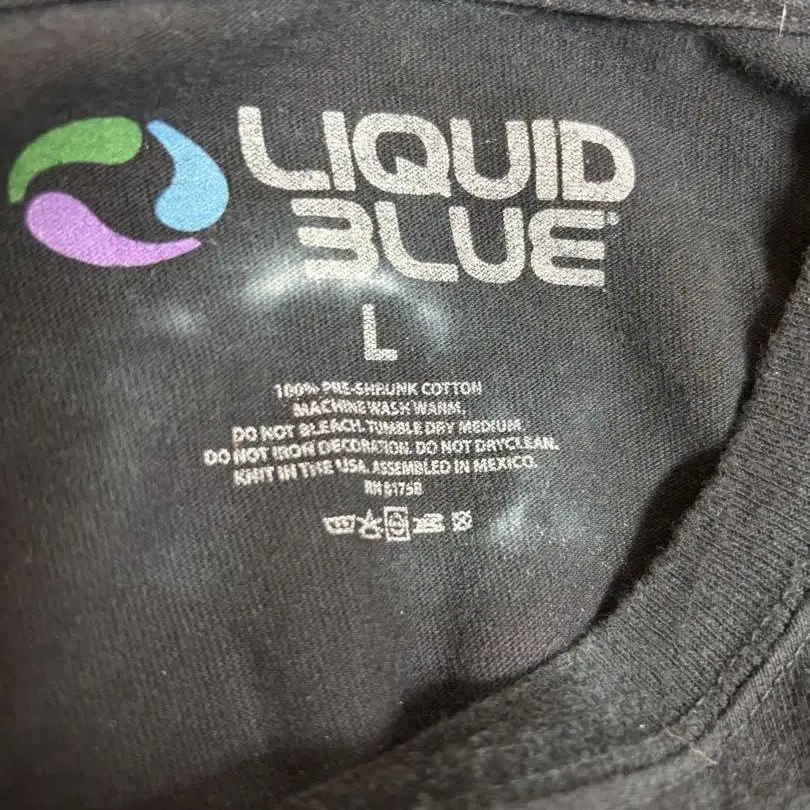 LIQUID
BLUE
L
100% PRE-SHRUNK COTTON
MACHINE WASH WARM.
DO NOT BLEACH. TUMBLE DRY MEDIUM.
DO NOT IRON DECORATION. DO NOT DRYCLEAN.
KNIT IN THE USA. ASSEMBLED IN MEXICO.
RN